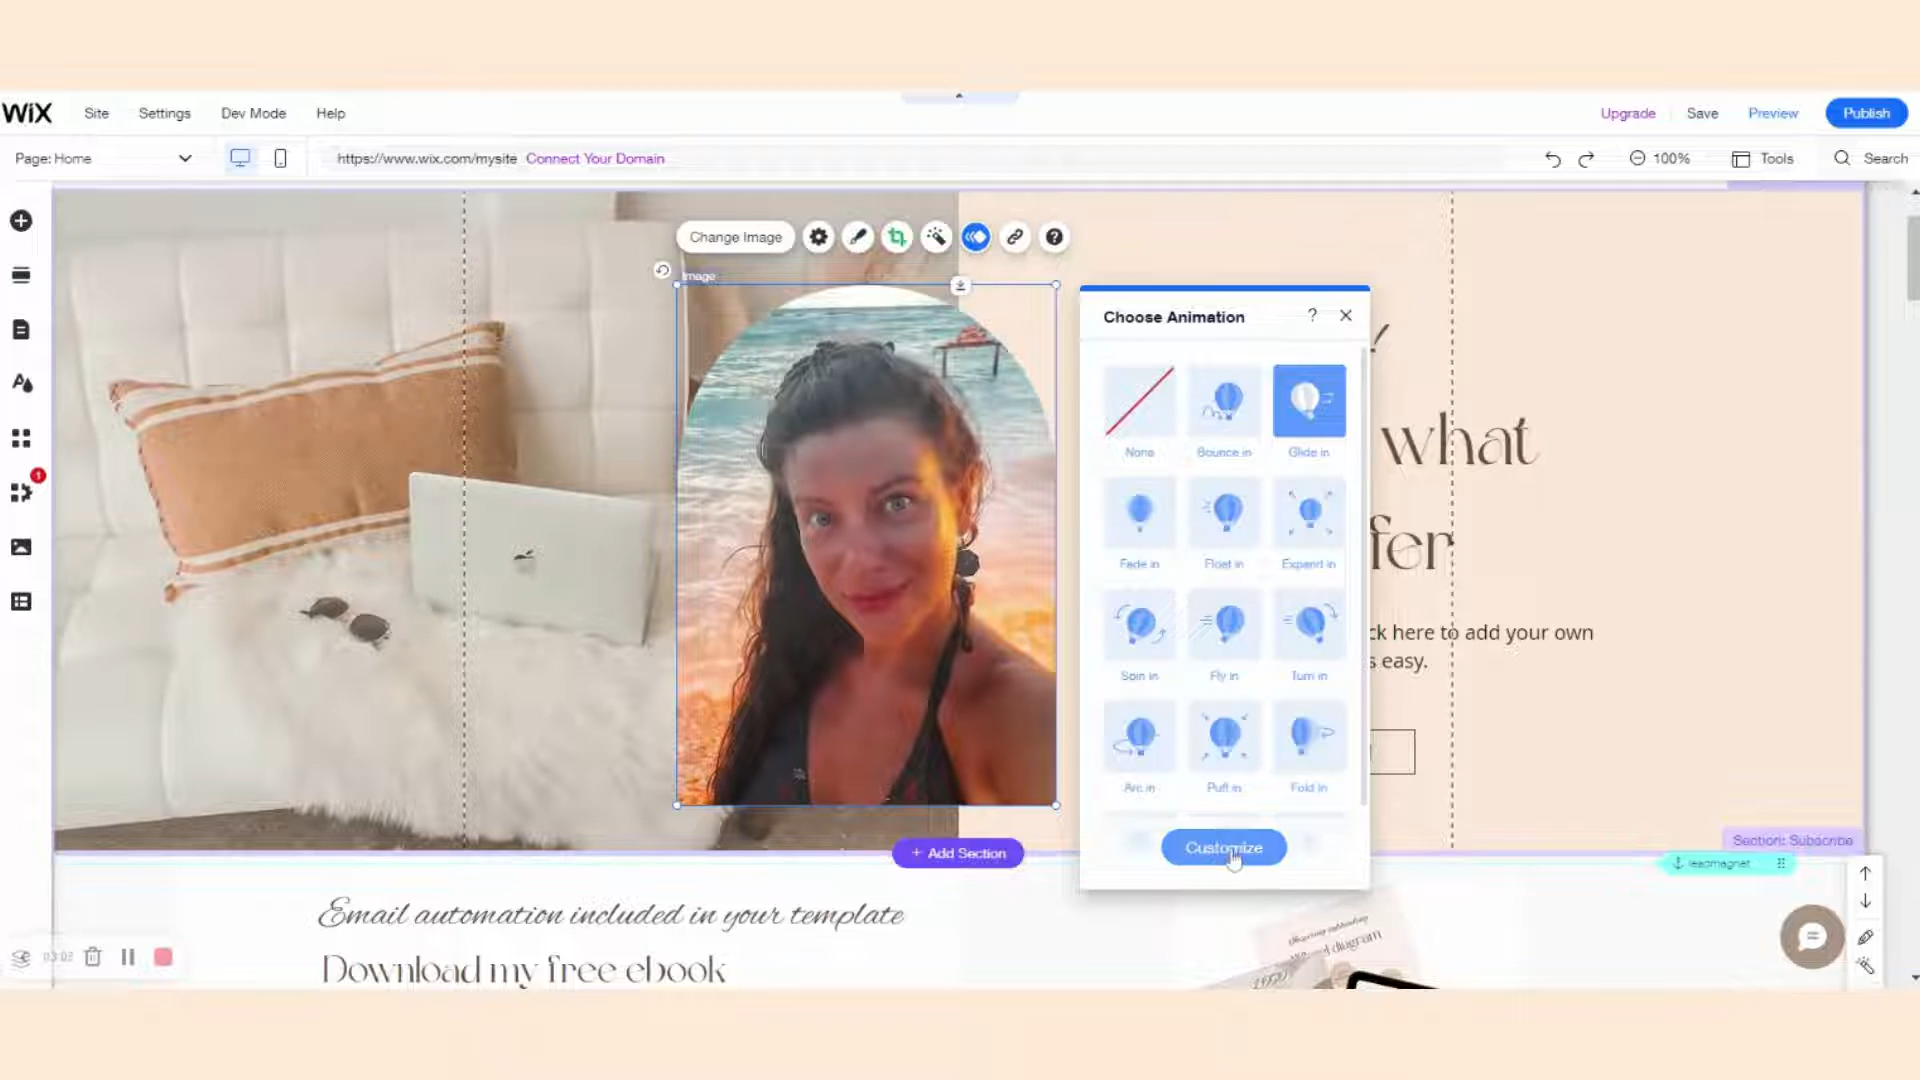 WiX Site Settings Dev Mode Help Upgrade Save Preview Publish
Page: Home https://www.wix.com/mysite Connect Your Domain 100% Tools Search
Change Image
Image
Choose Animation ?
None Bounce in Glide in
Fade in Float in Expand in
Spin in Fly in Turn in
Arc in Puff in Fold in
Customize
1
what
fer
ck here to add your own
s easy.
+ Add Section
Section: Subscribe
leadmagnet
Email automation included in your template
Download my free ebook
diagram